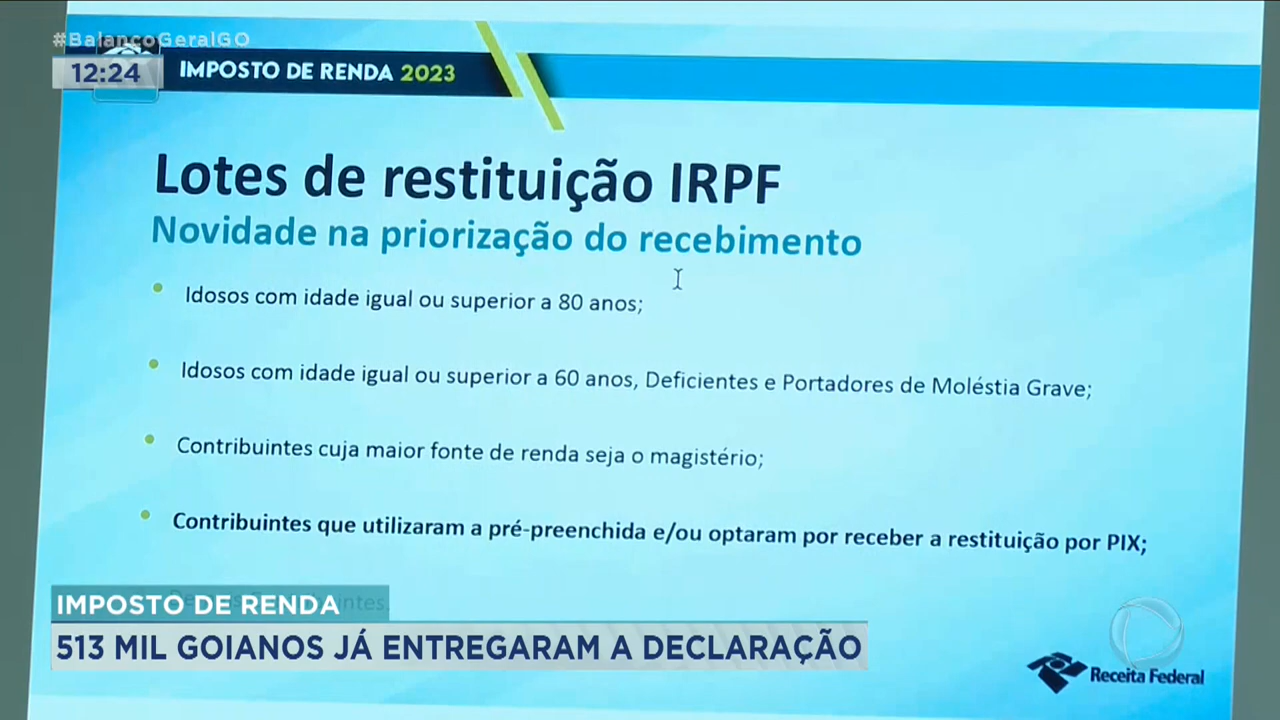 #BalançoGeralGO
12:24
IMPOSTO DE RENDA 2023
Lotes de restituição IRPF
Novidade na priorização do recebimento
Idosos com idade igual ou superior a 80 anos;
Idosos com idade igual ou superior a 60 anos, Deficientes e Portadores de Moléstia Grave;
Contribuintes cuja maior fonte de renda seja o magistério;
Contribuintes que utilizaram a pré-preenchida e/ou optaram por receber a restituição por PIX;
IMPOSTO DE RENDA
513 MIL GOIANOS JÁ ENTREGARAM A DECLARAÇÃO
Receita Federal